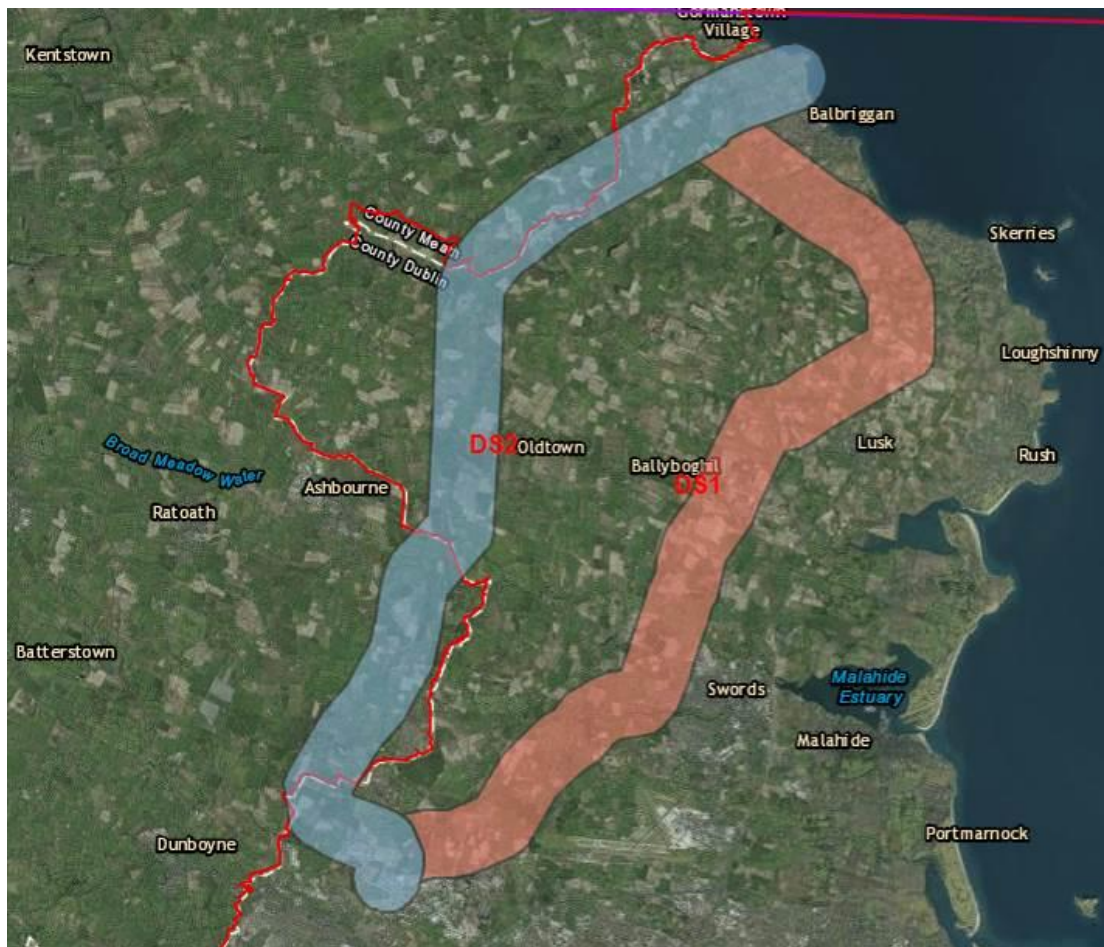 Gormanstown
Village
Kentstown
Balbriggan
County Meath
County Dublin
Skerries
Loughshinny
DS2
Oldtown
Lusk
Rush
Ballyboghil
DS1
Broad Meadow Water
Ashbourne
Ratoath
Batterstown
Swords
Malahide
Estuary
Malahide
Dunboyne
Portmarnock